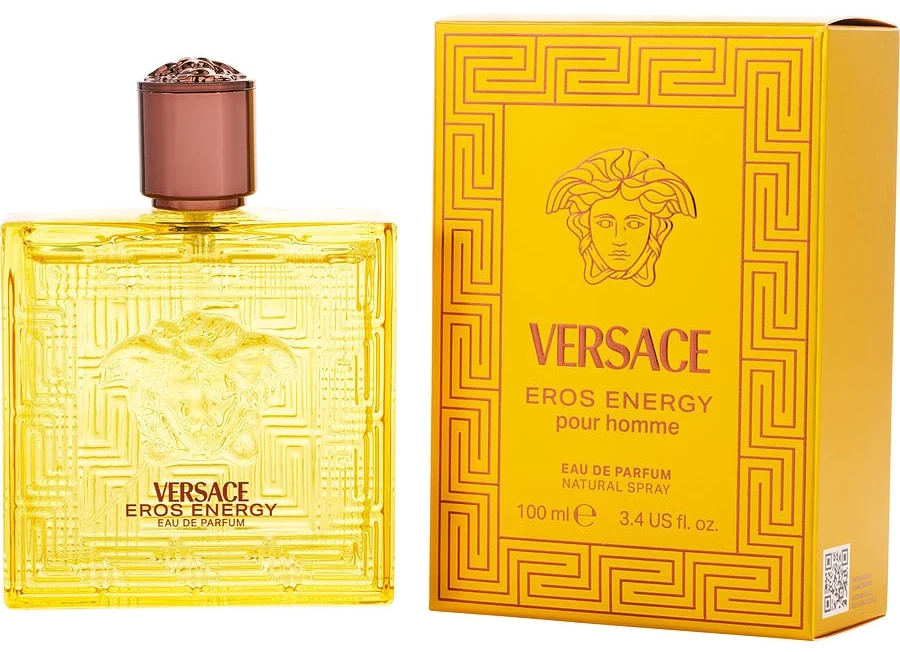 VERSACE
EROS ENERGY
EAU DE PARFUM
VERSACE
EROS ENERGY
pour homme
EAU DE PARFUM
NATURAL SPRAY
100 ml ℮ 3.4 US fl. oz.